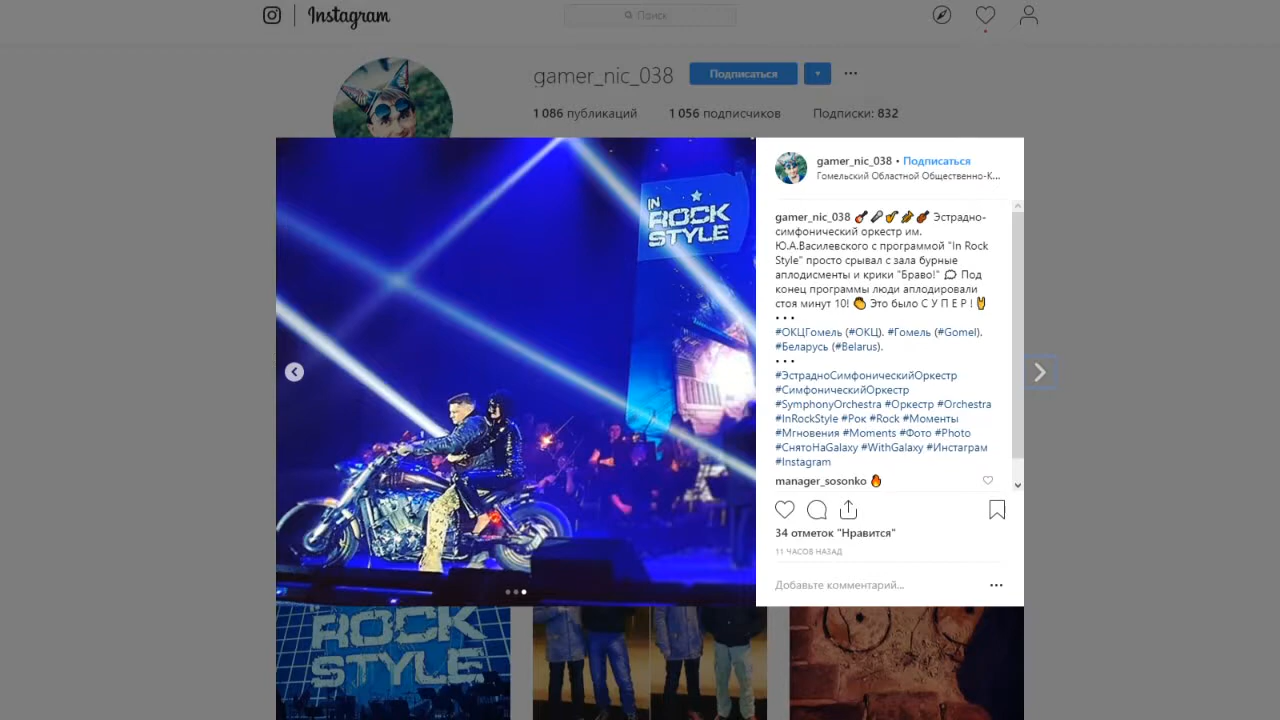 Instagram
Поиск
gamer_nic_038 Подписаться
1 086 публикаций 1 056 подписчиков Подписки: 832
IN
ROCK
STYLE
gamer_nic_038 • Подписаться
Гомельский Областной Общественно-К...
gamer_nic_038 🎸🎤🎷🎺🎻 Эстрадно-
симфонический оркестр им.
Ю.А.Василевского с программой "In Rock
Style" просто срывал с зала бурные
аплодисменты и крики "Браво!" 💬 Под
конец программы люди аплодировали
стоя минут 10! 👏 Это было С У П Е Р ! 🤘
• • •
#ОКЦГомель (#ОКЦ). #Гомель (#Gomel).
#Беларусь (#Belarus).
• • •
#ЭстрадноСимфоническийОркестр
#СимфоническийОркестр
#SymphonyOrchestra #Оркестр #Orchestra
#InRockStyle #Рок #Rock #Моменты
#Мгновения #Moments #Фото #Photo
#СнятоНаGalaxy #WithGalaxy #Инстаграм
#Instagram
manager_sosonko 🔥
34 отметок "Нравится"
11 ЧАСОВ НАЗАД
Добавьте комментарий...
ROCK
STYLE